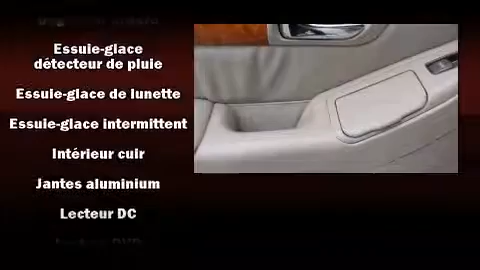 Essuie-glace
détecteur de pluie
Essuie-glace de lunette
Essuie-glace intermittent
Intérieur cuir
Jantes aluminium
Lecteur DC